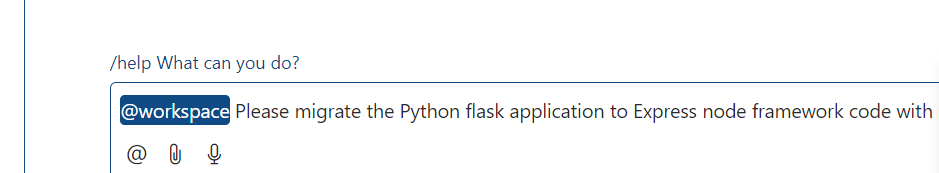 /help What can you do?
@workspace Please migrate the Python flask application to Express node framework code with
@